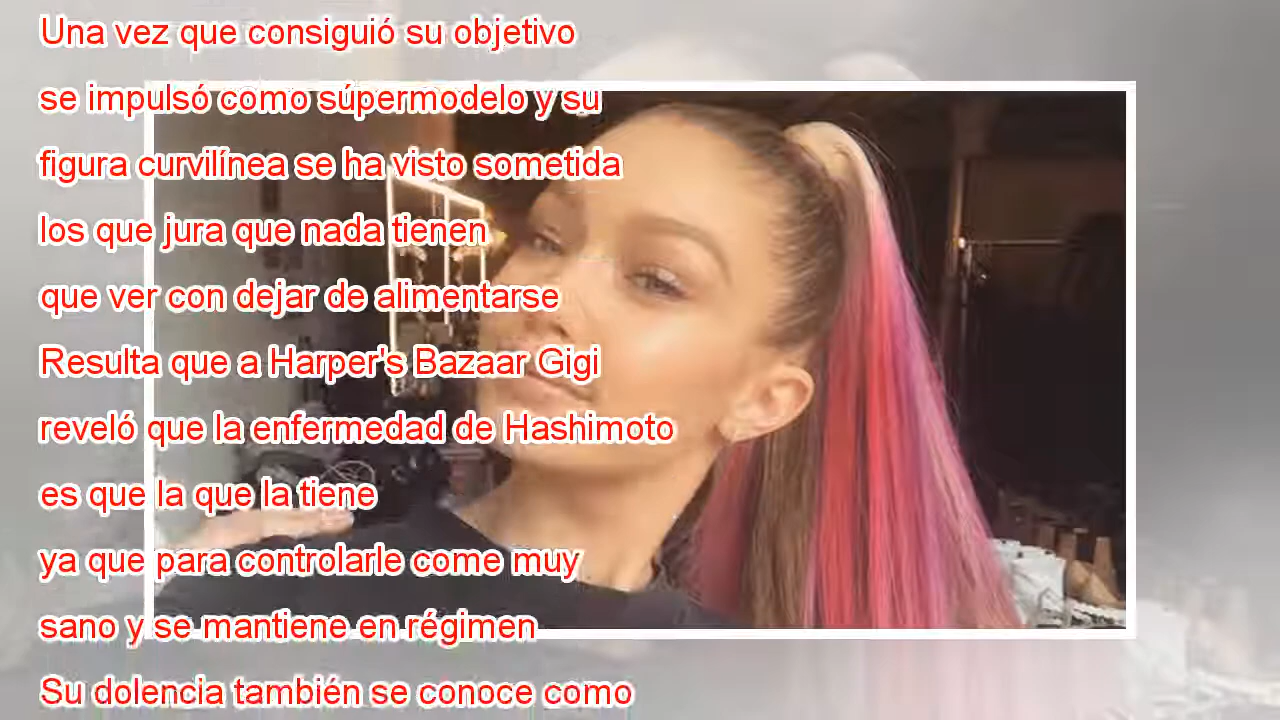 Una vez que consiguió su objetivo
se impulsó como súpermodelo y su
figura curvilínea se ha visto sometida
los que jura que nada tienen
que ver con dejar de alimentarse
Resulta que a Harper's Bazaar Gigi
reveló que la enfermedad de Hashimoto
es que la que la tiene
ya que para controlarle come muy
sano y se mantiene en régimen
Su dolencia también se conoce como